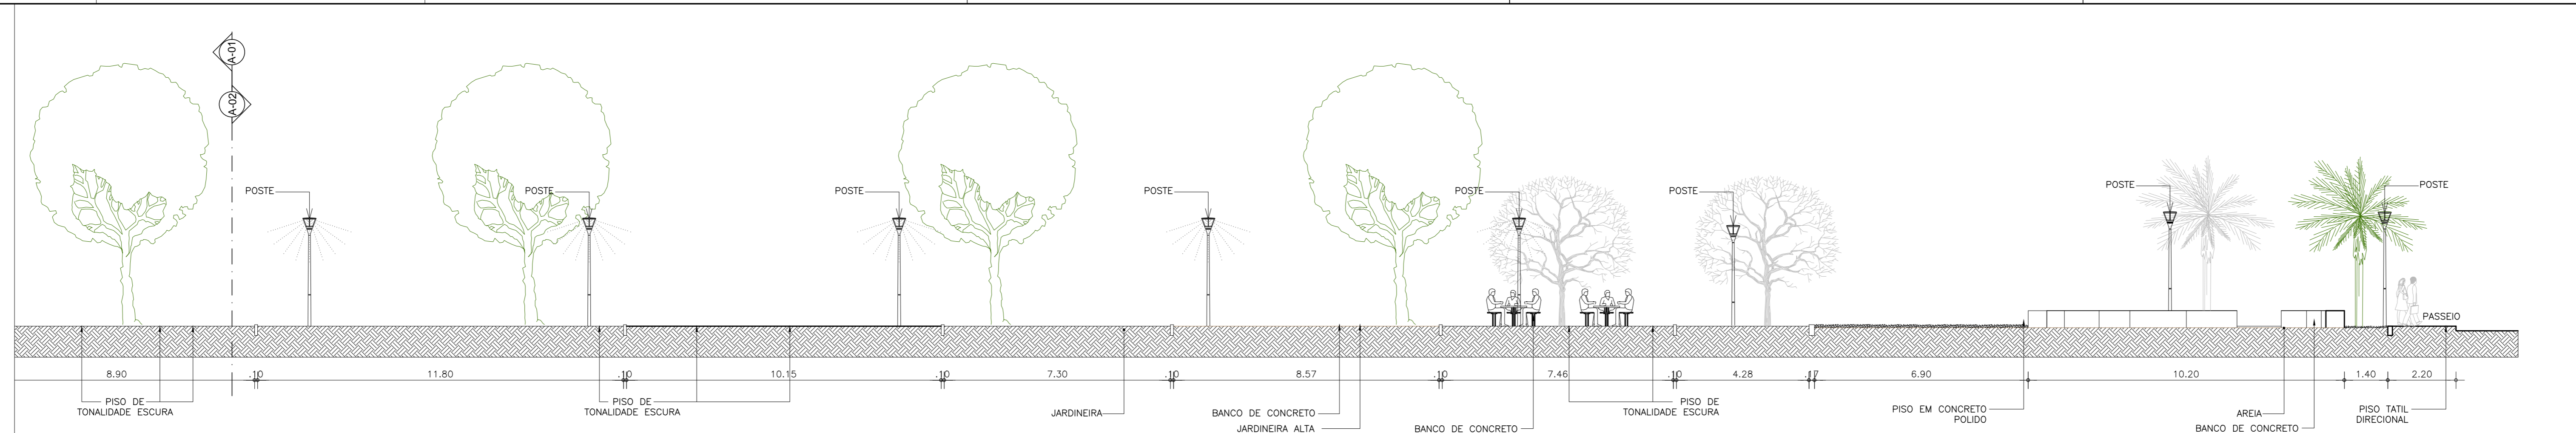 A-01
A-02
POSTE
POSTE
POSTE
POSTE
POSTE
POSTE
POSTE
POSTE
PASSEIO
8.90
.10
11.80
.10
10.15
.10
7.30
.10
8.57
.10
7.46
.10
4.28
.17
6.90
10.20
1.40
2.20
PISO DE
TONALIDADE ESCURA
PISO DE
TONALIDADE ESCURA
JARDINEIRA
BANCO DE CONCRETO
JARDINEIRA ALTA
BANCO DE CONCRETO
PISO DE
TONALIDADE ESCURA
PISO EM CONCRETO
POLIDO
AREIA
BANCO DE CONCRETO
PISO TATIL
DIRECIONAL